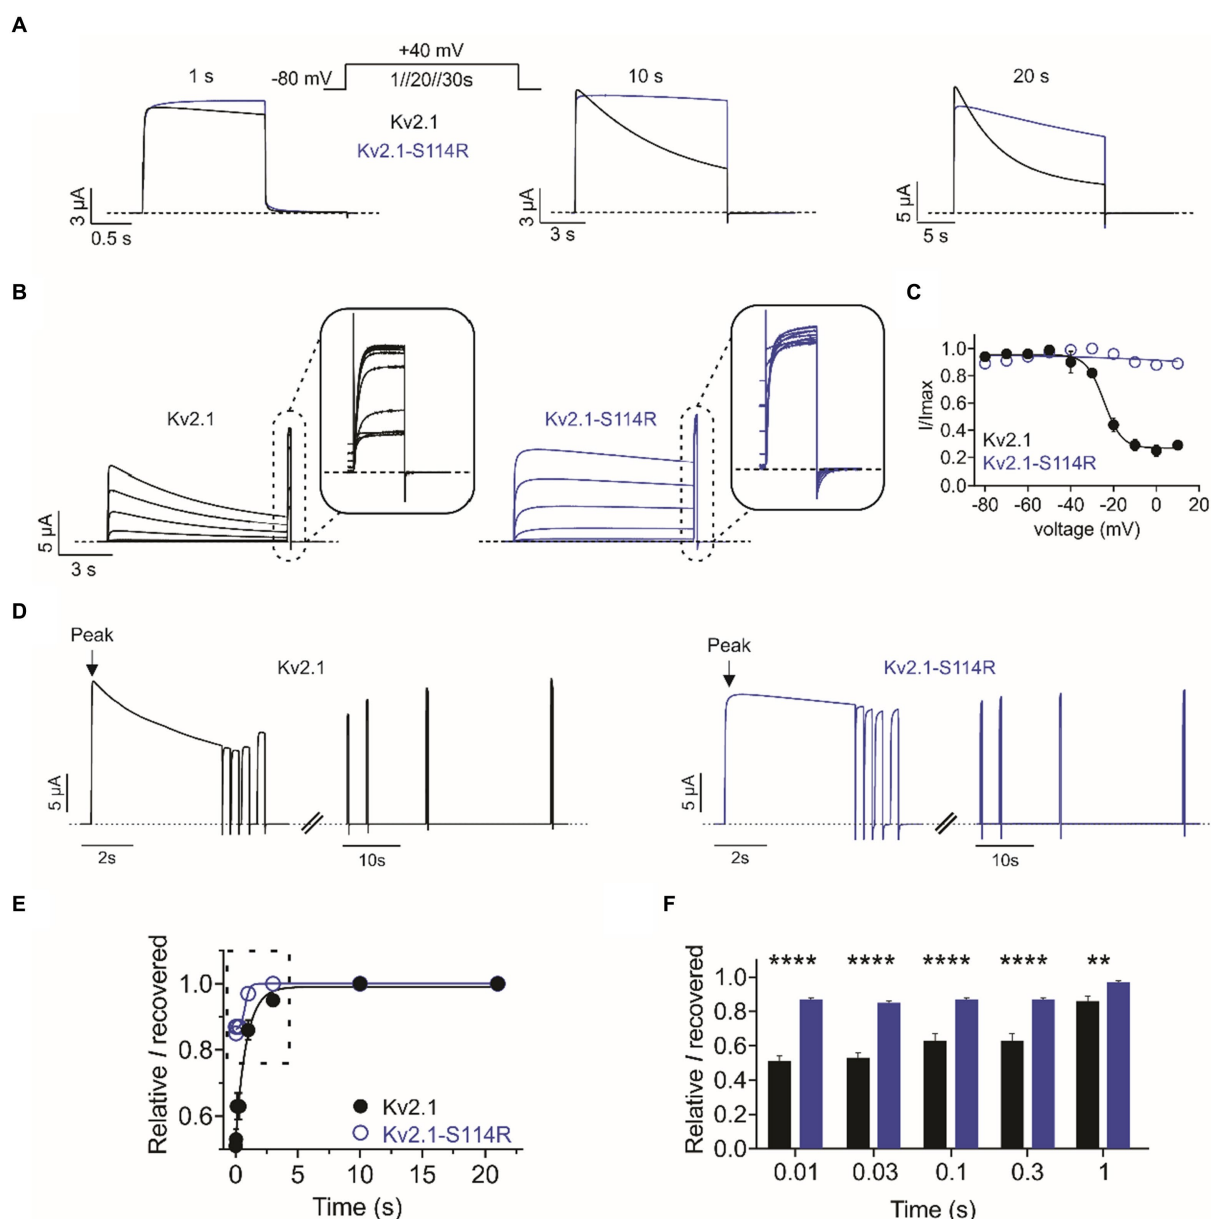 A
1 s
-80 mV
+40 mV
1//20//30s
10 s
20 s
Kv2.1
Kv2.1-S114R
3 µA
0.5 s
3 µA
3 s
5 µA
5 s
B
C
Kv2.1
Kv2.1-S114R
5 µA
3 s
I/Imax
1.0
0.8
0.6
0.4
0.2
0.0
Kv2.1
Kv2.1-S114R
-80 -60 -40 -20 0 20
voltage (mV)
D
Peak
Kv2.1
5 µA
2s
10s
Peak
Kv2.1-S114R
5 µA
2s
10s
E
Relative I recovered
1.0
0.8
0.6
Kv2.1
Kv2.1-S114R
0 5 10 15 20
Time (s)
F
Relative I recovered
**** **** **** **** **
1.0
0.8
0.6
0.4
0.2
0.0
0.01 0.03 0.1 0.3 1
Time (s)